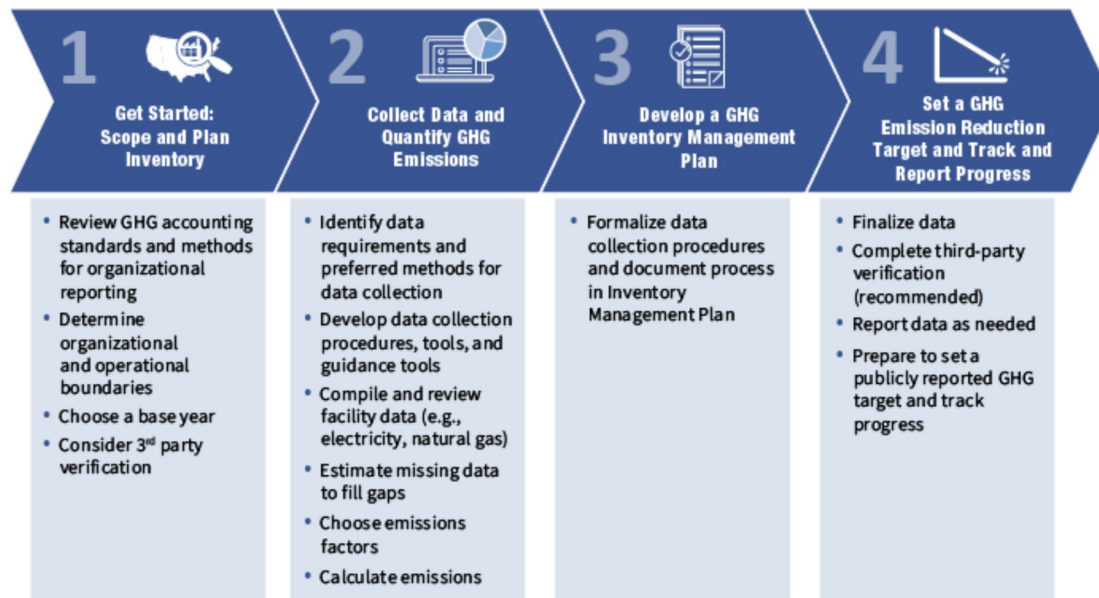 1
Get Started:
Scope and Plan
Inventory
• Review GHG accounting
standards and methods
for organizational
reporting
• Determine
organizational
and operational
boundaries
• Choose a base year
• Consider 3rd party
verification
2
Collect Data and
Quantify GHG
Emissions
• Identify data
requirements and
preferred methods for
data collection
• Develop data collection
procedures, tools, and
guidance tools
• Compile and review
facility data (e.g.,
electricity, natural gas)
• Estimate missing data
to fill gaps
• Choose emissions
factors
• Calculate emissions
3
Develop a GHG
Inventory Management
Plan
• Formalize data
collection procedures
and document process
in Inventory
Management Plan
4
Set a GHG
Emission Reduction
Target and Track and
Report Progress
• Finalize data
• Complete third-party
verification
(recommended)
• Report data as needed
• Prepare to set a
publicly reported GHG
target and track
progress